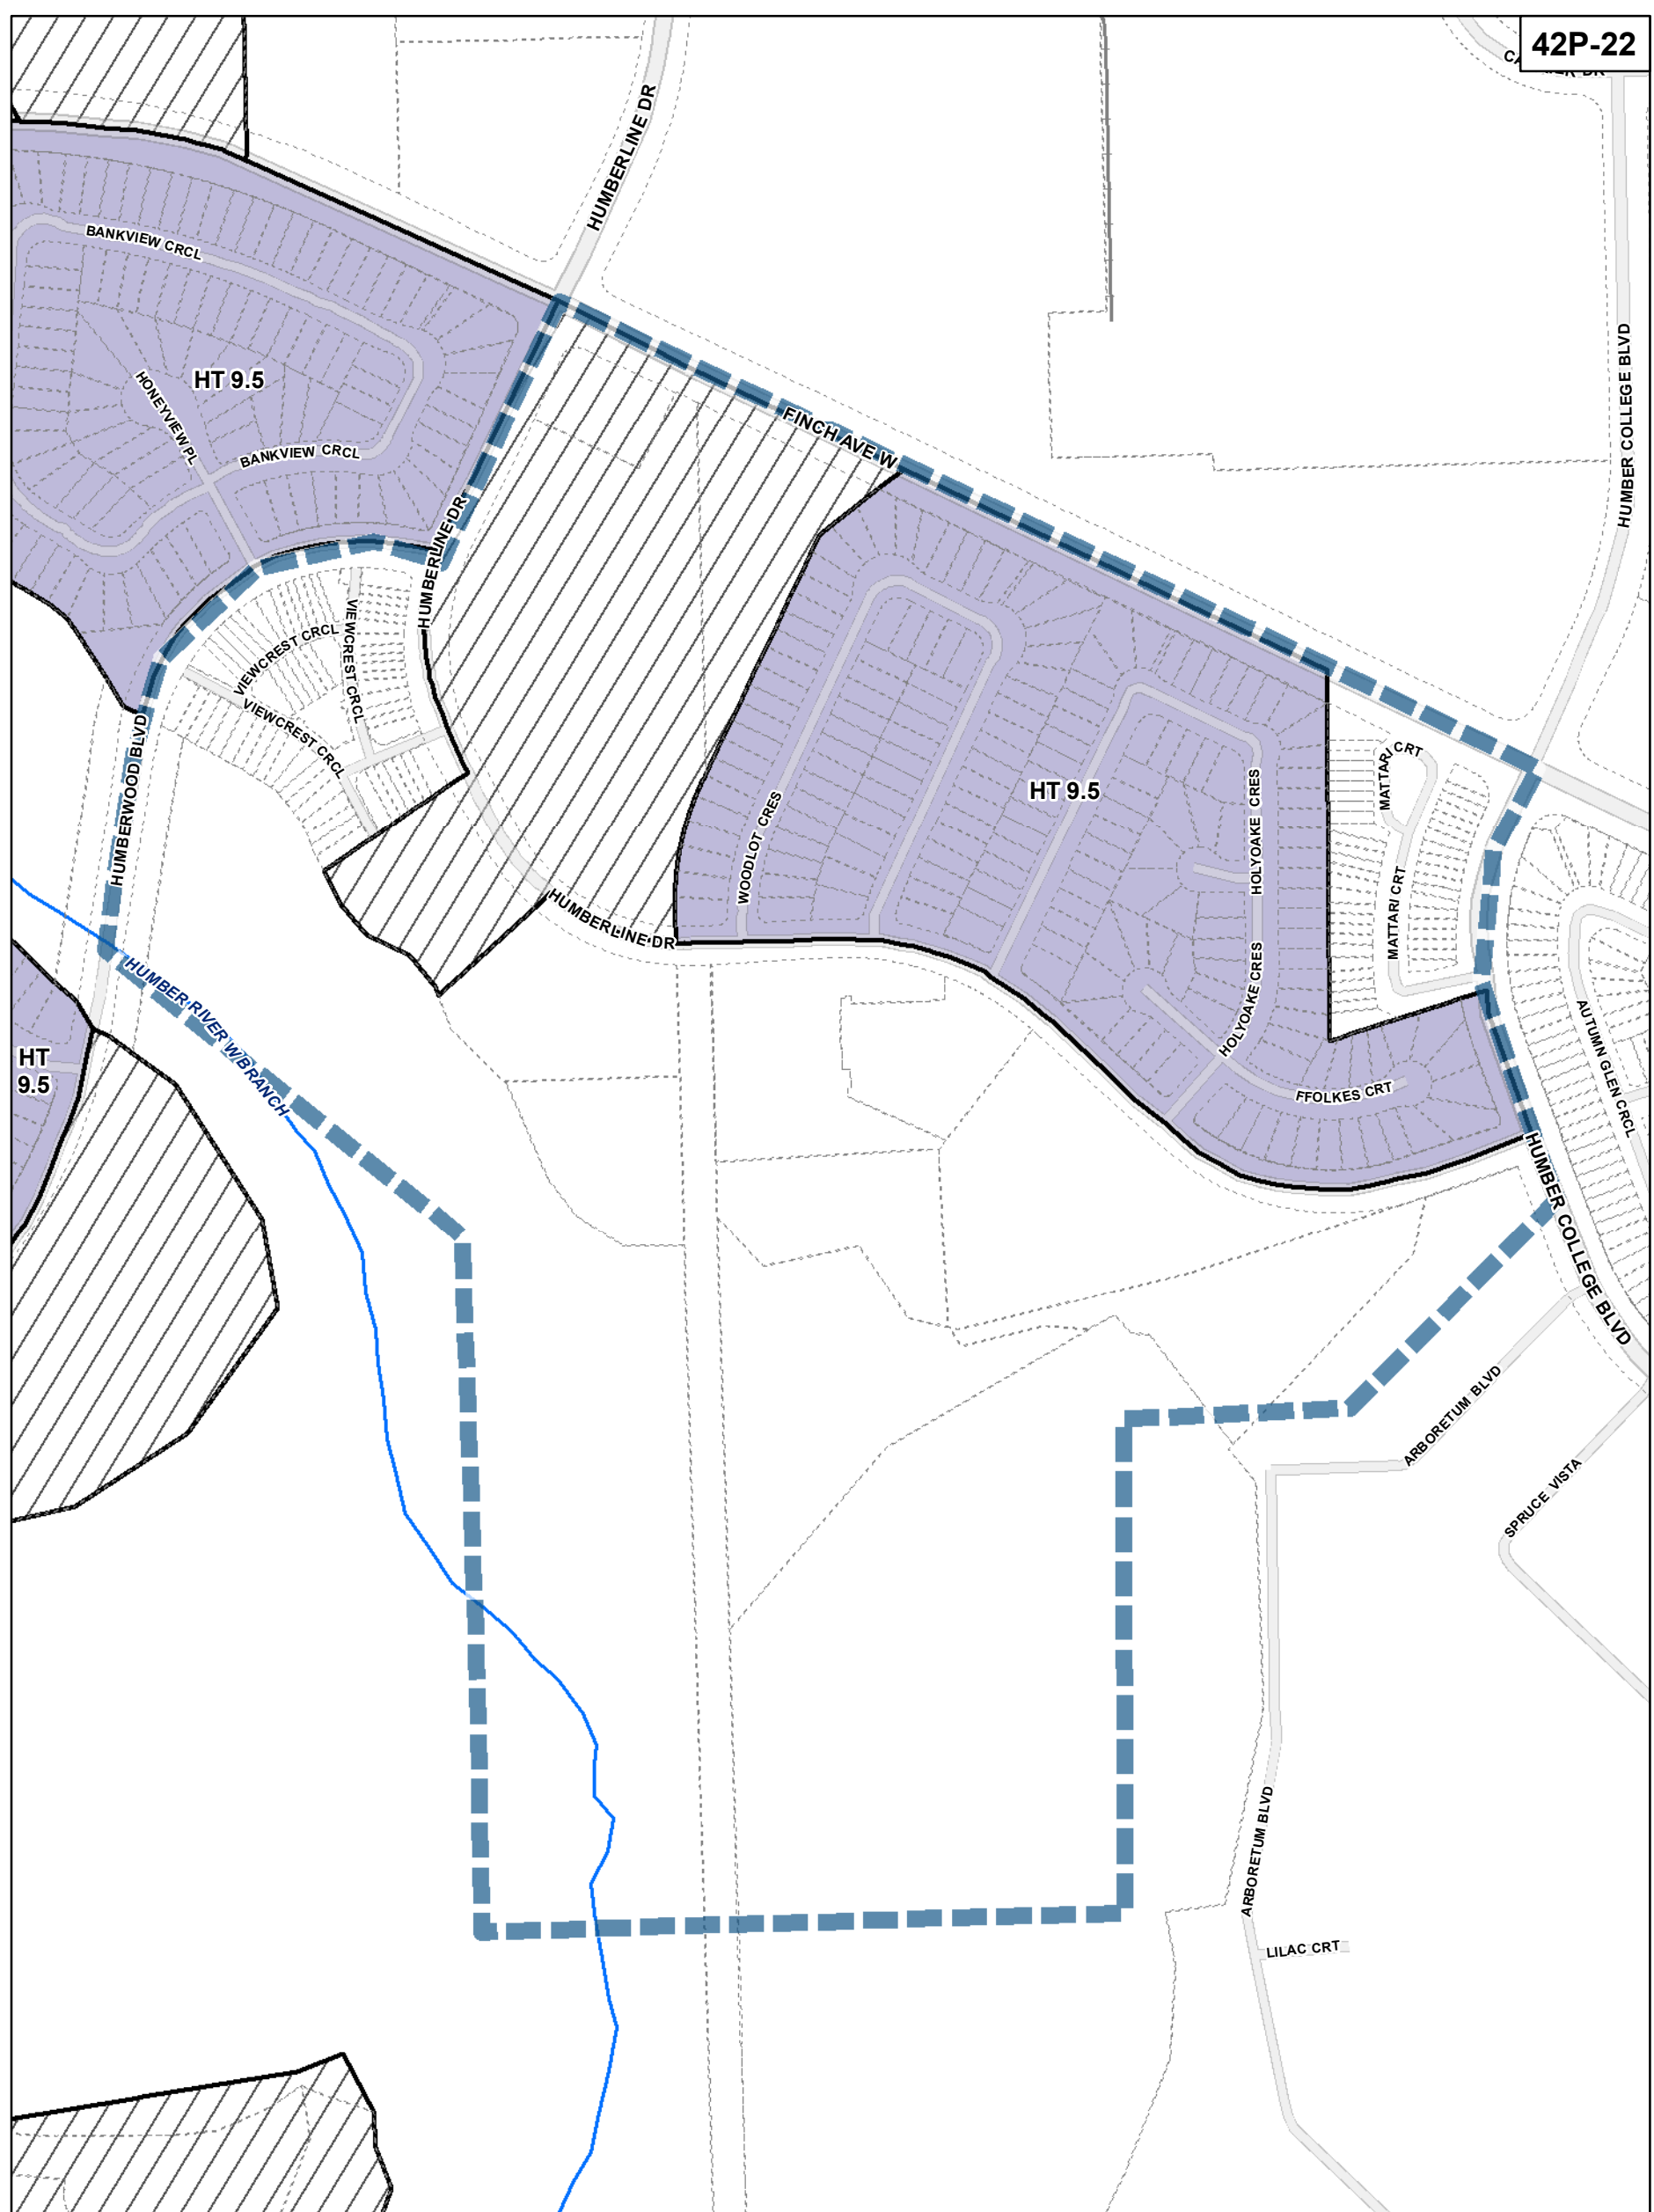 42P-22
HUMBERLINE DR
BANKVIEW CRCL
HUMBER COLLEGE BLVD
HT 9.5
HONEYVIEW PL
BANKVIEW CRCL
FINCH AVE W
HUMBERLINE DR
VIEWCREST CRCL
VIEWCREST CRCL
VIEWCREST CRCL
HUMBERWOOD BLVD
WOODLOT CRES
HT 9.5
HOLYOAKE CRES
MATTARI CRT
MATTARI CRT
HUMBERLINE DR
HOLYOAKE CRES
AUTUMN GLEN CRCL
HUMBER RIVER W BRANCH
HT
9.5
FFOLKES CRT
HUMBER COLLEGE BLVD
ARBORETUM BLVD
SPRUCE VISTA
ARBORETUM BLVD
LILAC CRT